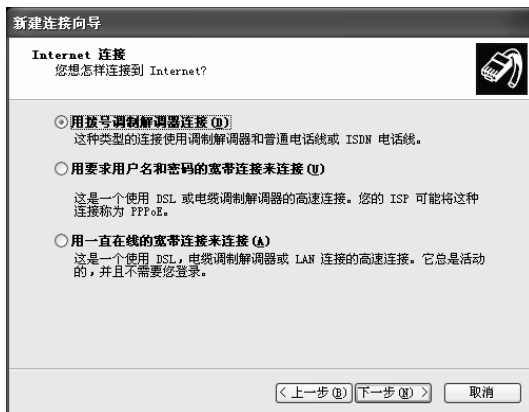 新建连接向导
Internet 连接
您想怎样连接到 Internet?
用拨号调制解调器连接(D)
这种类型的连接使用调制解调器和普通电话线或 ISDN 电话线。
用要求用户名和密码的宽带连接来连接(U)
这是一个使用 DSL 或电缆调制解调器的高速连接。您的 ISP 可能将这种
连接称为 PPPoE。
用一直在线的宽带连接来连接(A)
这是一个使用 DSL,电缆调制解调器或 LAN 连接的高速连接。它总是活动
的,并且不需要您登录。
< 上一步(B) 下一步(N) > 取消